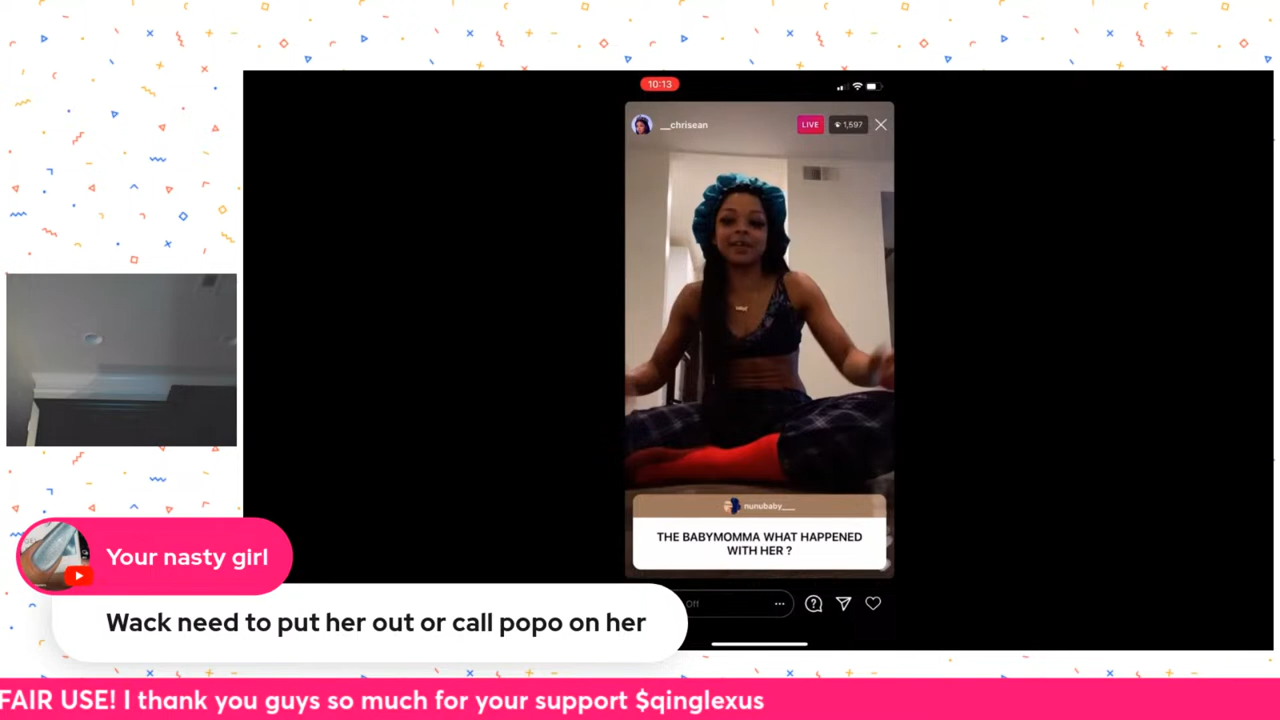 10:13
__chrisean
LIVE
1,597
nunubaby___
THE BABYMOMMA WHAT HAPPENED
WITH HER ?
Off
Your nasty girl
Wack need to put her out or call popo on her
FAIR USE! I thank you guys so much for your support $qinglexus